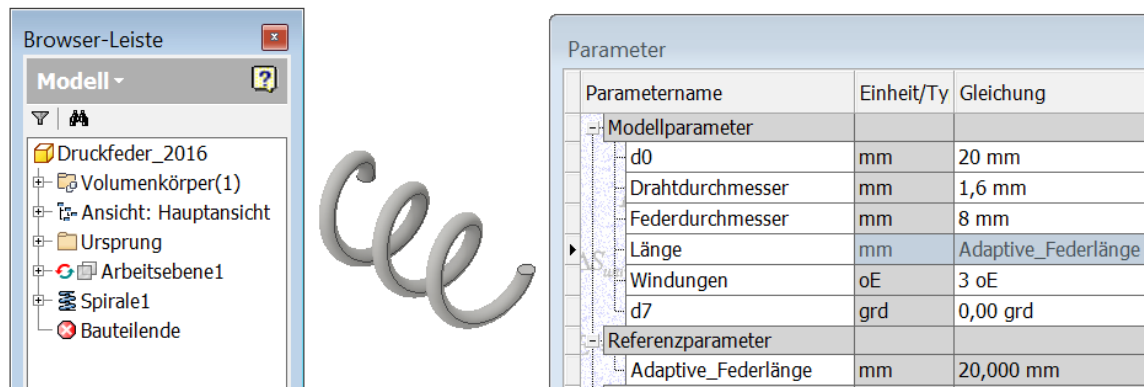 Browser-Leiste
Modell
Druckfeder_2016
Volumenkörper(1)
Ansicht: Hauptansicht
Ursprung
Arbeitsebene1
Spirale1
Bauteilende
Parameter
Parametername Einheit/Ty Gleichung
Modellparameter
d0 mm 20 mm
Drahtdurchmesser mm 1,6 mm
Federdurchmesser mm 8 mm
Länge mm Adaptive_Federlänge
Windungen oE 3 oE
d7 grd 0,00 grd
Referenzparameter
Adaptive_Federlänge mm 20,000 mm